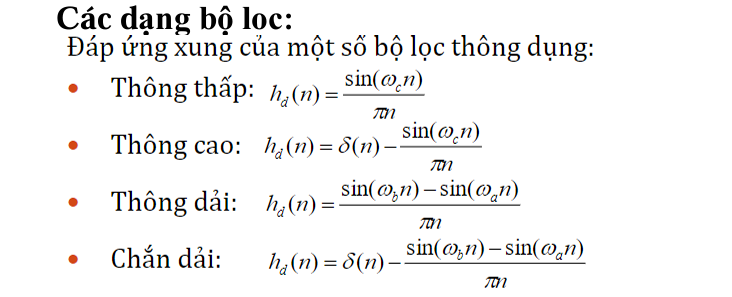 Các dạng bộ loc:
Đáp ứng xung của một số bộ lọc thông dụng:
• Thông thấp: h_d(n) = sin(ω_c n) / πn
• Thông cao: h_d(n) = δ(n) − sin(ω_c n) / πn
• Thông dải: h_d(n) = sin(ω_b n) − sin(ω_a n) / πn
• Chắn dải: h_d(n) = δ(n) − sin(ω_b n) − sin(ω_a n) / πn